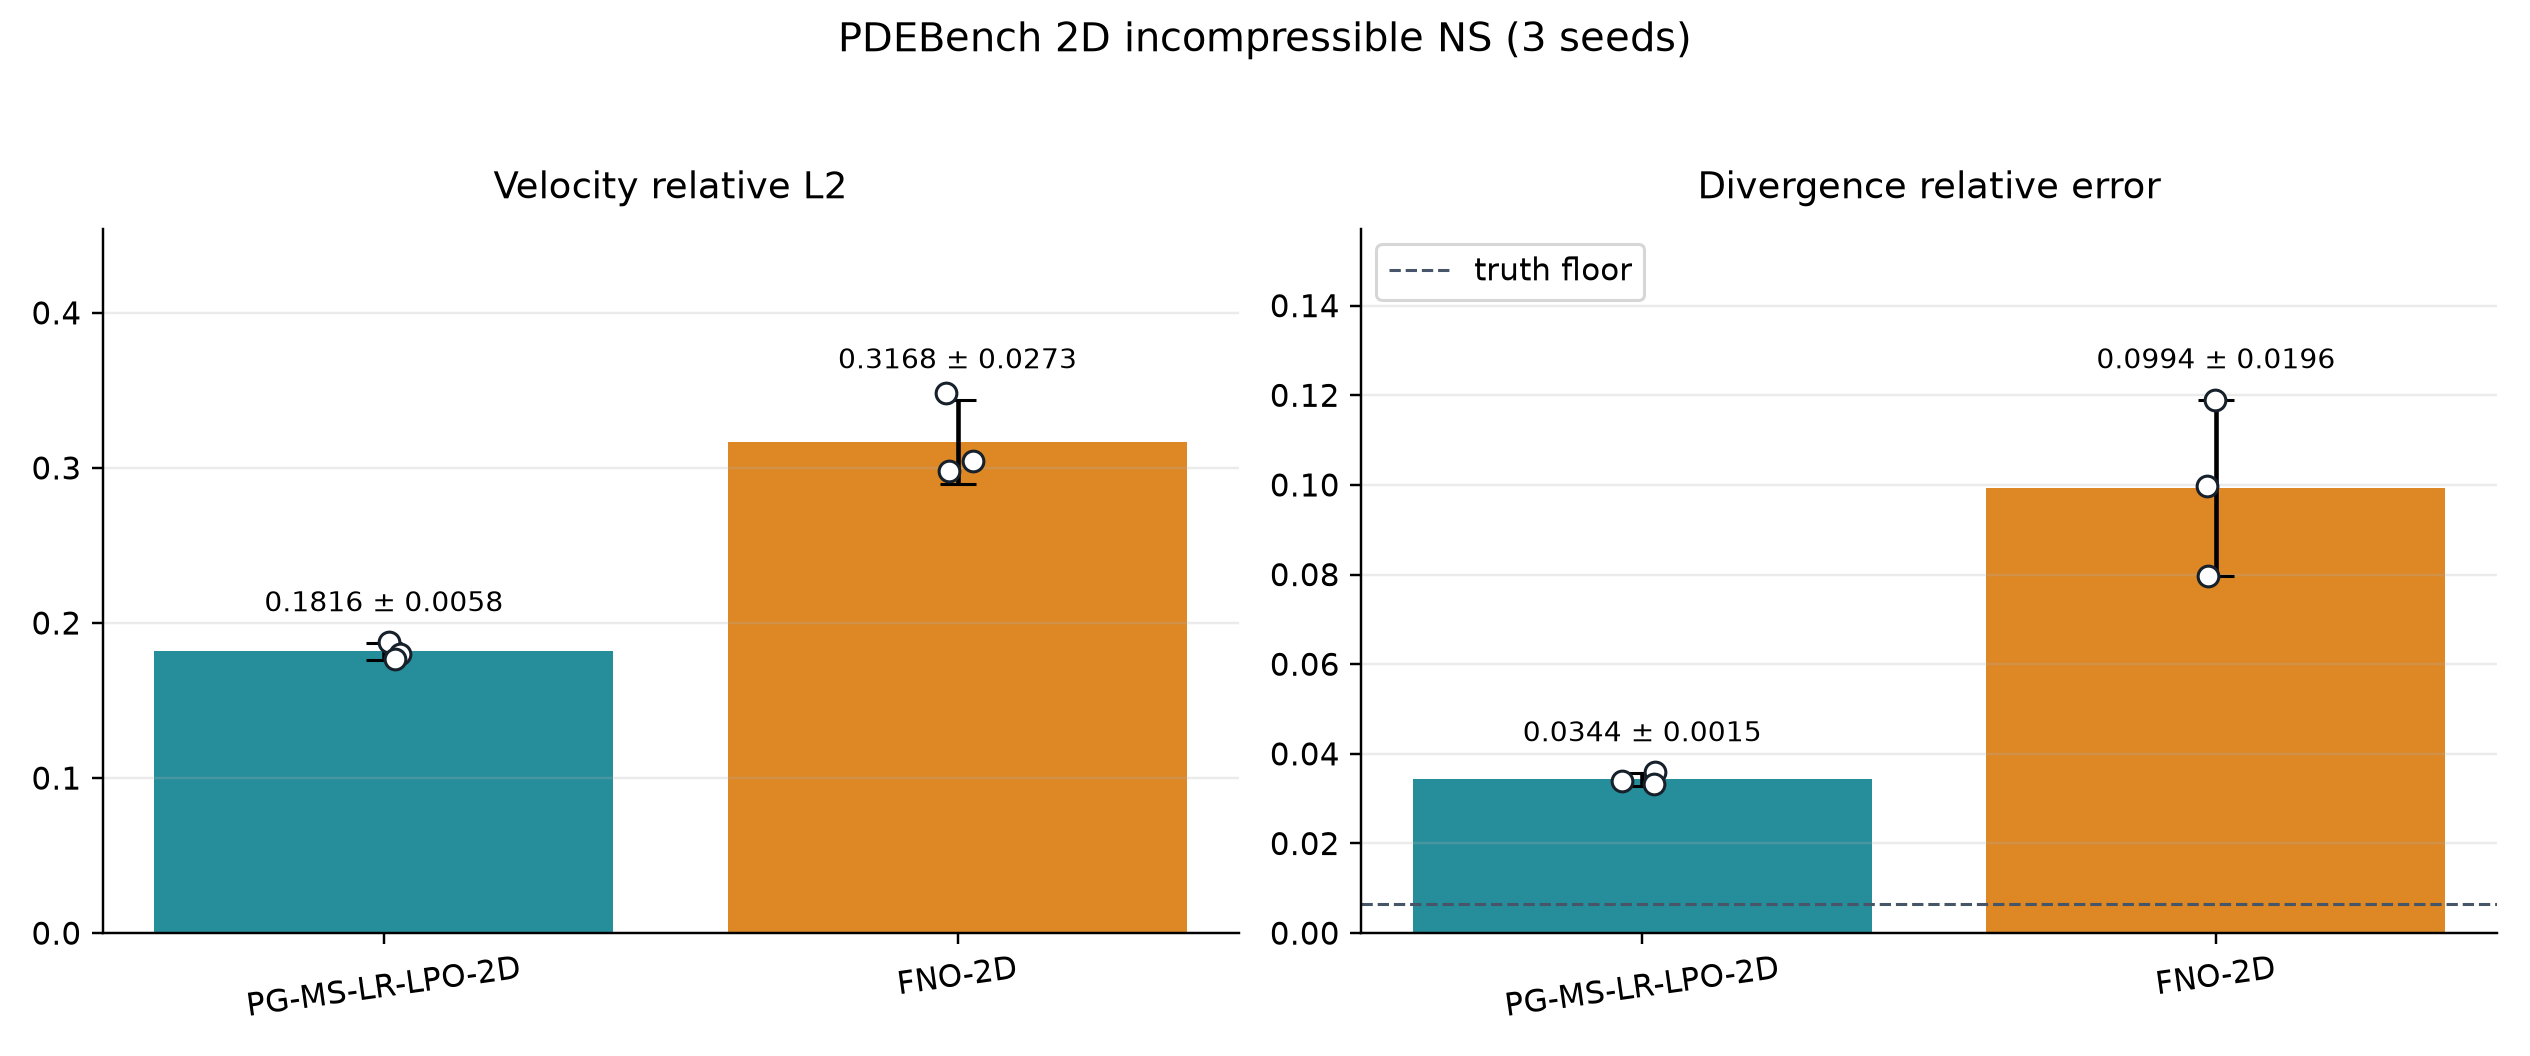 PDEBench 2D incompressible NS (3 seeds)
Velocity relative L2
0.4
0.3
0.2
0.1
0.0
0.1816 ± 0.0058
0.3168 ± 0.0273
PG-MS-LR-LPO-2D
FNO-2D
Divergence relative error
truth floor
0.14
0.12
0.10
0.08
0.06
0.04
0.02
0.00
0.0344 ± 0.0015
0.0994 ± 0.0196
PG-MS-LR-LPO-2D
FNO-2D